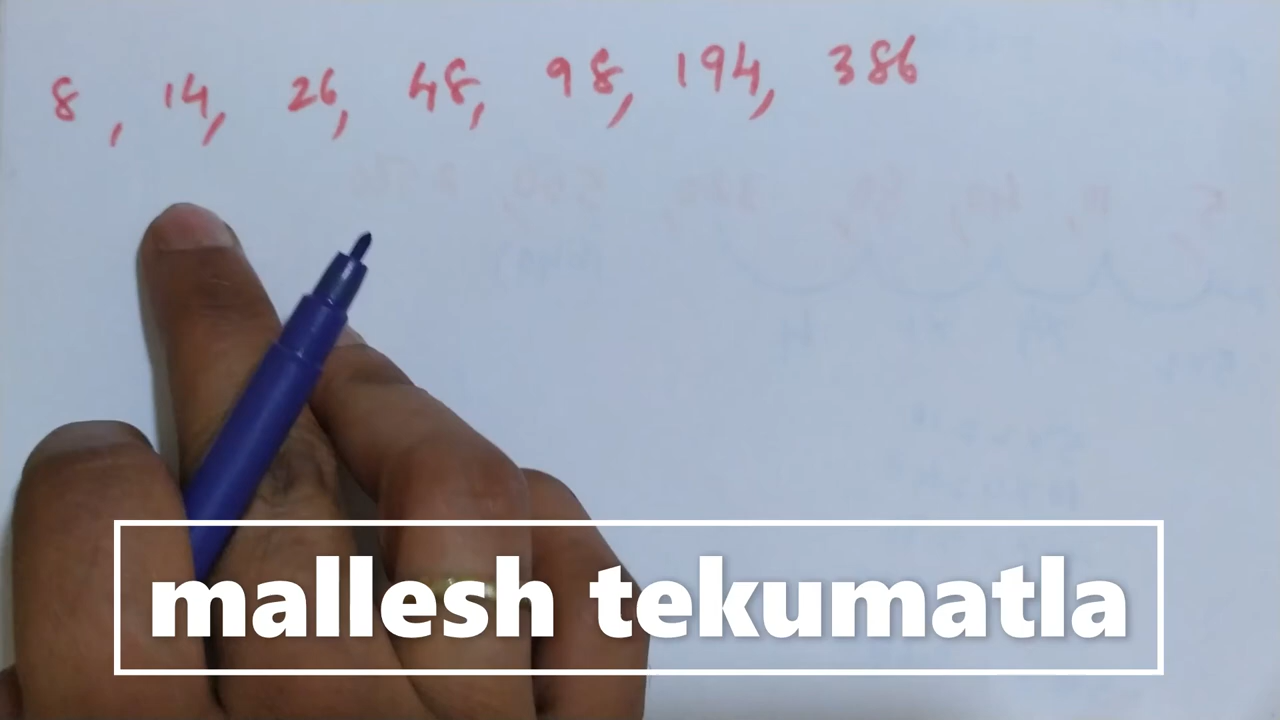 8, 14, 26, 48, 98, 194, 386
mallesh tekumatla